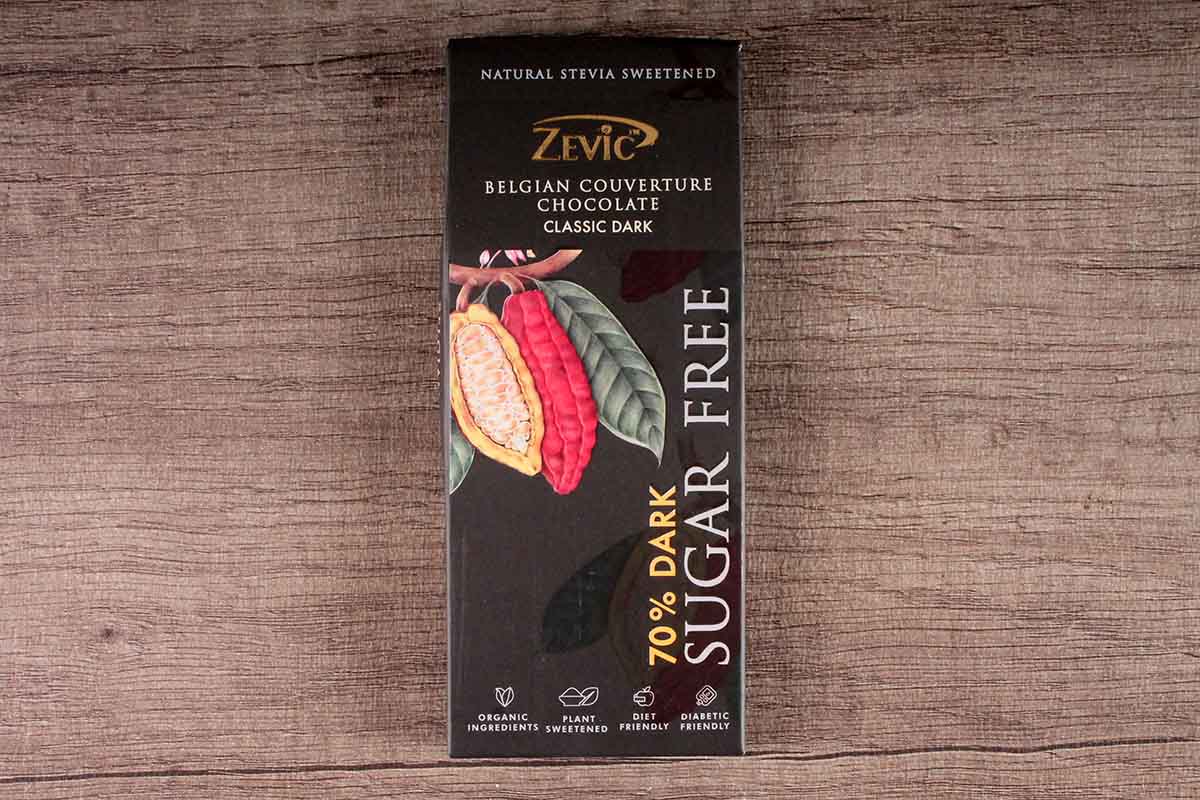 NATURAL STEVIA SWEETENED
ZEVIC™
BELGIAN COUVERTURE
CHOCOLATE
CLASSIC DARK
70% DARK
SUGAR FREE
ORGANIC
INGREDIENTS
PLANT
SWEETENED
DIET
FRIENDLY
DIABETIC
FRIENDLY